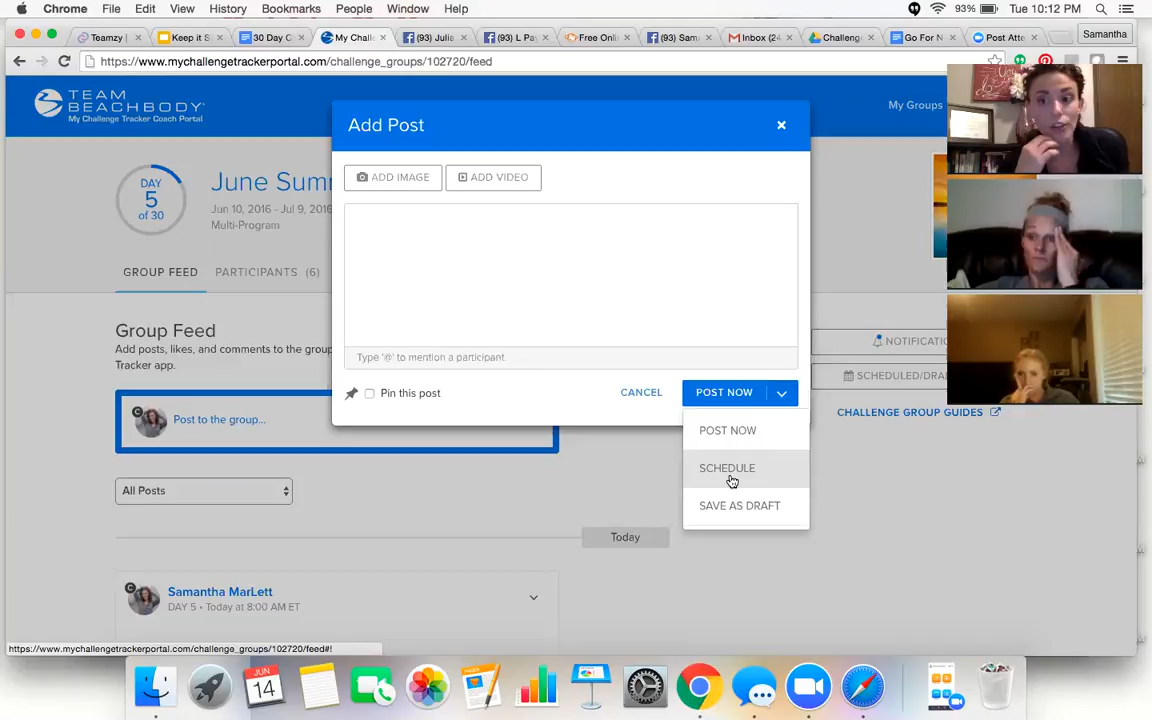 Chrome File Edit View History Bookmarks People Window Help 93% Tue 10:12 PM
Teamzy Keep it S 30 Day C My Chall (93) Julia (93) L Pay Free Onli (93) Sam Inbox (24 Challeng Go For N Post Atte Samantha
https://www.mychallengetrackerportal.com/challenge_groups/102720/feed
TEAM
BEACHBODY
My Challenge Tracker Coach Portal
My Groups
Add Post
ADD IMAGE ADD VIDEO
DAY
5
of 30
June Sum
Jun 10, 2016 - Jul 9, 2016
Multi-Program
GROUP FEED PARTICIPANTS (6)
Group Feed
Add posts, likes, and comments to the group
Tracker app.
Type '@' to mention a participant.
Pin this post
CANCEL POST NOW
POST NOW
SCHEDULE
SAVE AS DRAFT
NOTIFICATIO
SCHEDULED/DRA
CHALLENGE GROUP GUIDES
Post to the group...
All Posts
Today
Samantha MarLett
DAY 5 • Today at 8:00 AM ET
https://www.mychallengetrackerportal.com/challenge_groups/102720/feed#!
JUN
14
PAGES